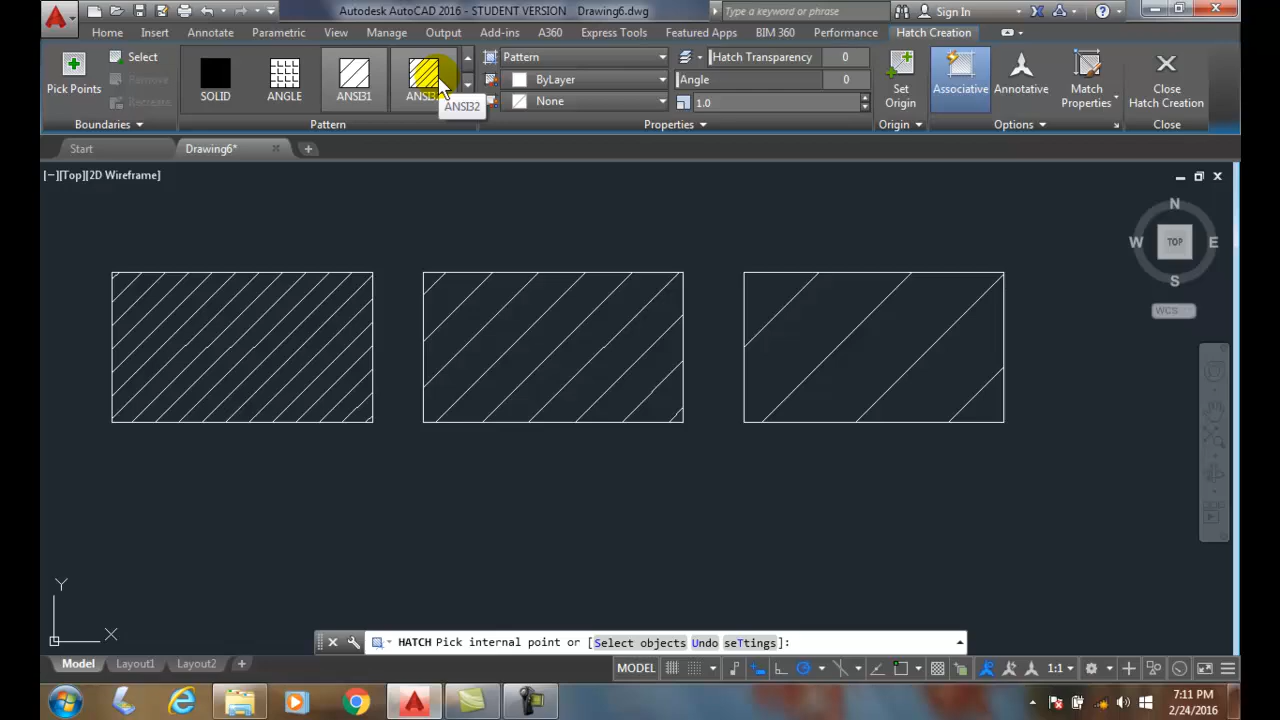 Autodesk AutoCAD 2016 - STUDENT VERSION Drawing6.dwg
Type a keyword or phrase
Sign In
Home Insert Annotate Parametric View Manage Output Add-ins A360 Express Tools Featured Apps BIM 360 Performance Hatch Creation
Pick Points
Select
Remove
Recreate
Boundaries
SOLID
ANGLE
ANSI31
ANSI32
Pattern
Pattern
ByLayer
None
Hatch Transparency 0
Angle 0
1.0
Properties
Set
Origin
Origin
Associative
Annotative
Match
Properties
Options
Close
Hatch Creation
Close
Start
Drawing6*
[−][Top][2D Wireframe]
N
W TOP E
S
WCS
Y
X
HATCH Pick internal point or [Select objects Undo seTtings]:
Model Layout1 Layout2
MODEL
1:1
7:11 PM
2/24/2016